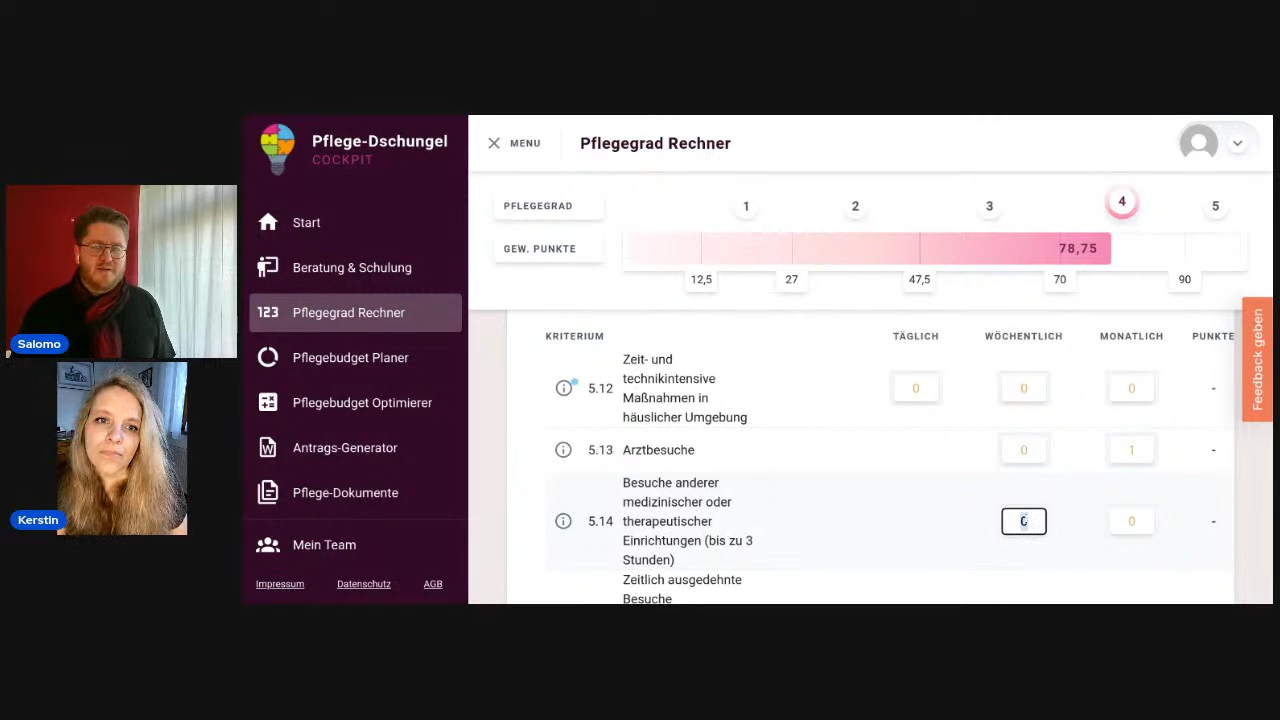 Pflege-Dschungel
COCKPIT
Start
Beratung & Schulung
123 Pflegegrad Rechner
Pflegebudget Planer
Pflegebudget Optimierer
Antrags-Generator
Pflege-Dokumente
Mein Team
Impressum Datenschutz AGB
Salomo
Kerstin
MENU
Pflegegrad Rechner
PFLEGEGRAD 1 2 3 4 5
GEW. PUNKTE 78,75
12,5 27 47,5 70 90
KRITERIUM TÄGLICH WÖCHENTLICH MONATLICH PUNKTE
5.12 Zeit- und
technikintensive
Maßnahmen in
häuslicher Umgebung
0 0 0 -
5.13 Arztbesuche 0 1 -
5.14 Besuche anderer
medizinischer oder
therapeutischer
Einrichtungen (bis zu 3
Stunden)
0 0 -
Zeitlich ausgedehnte
Besuche
Feedback geben